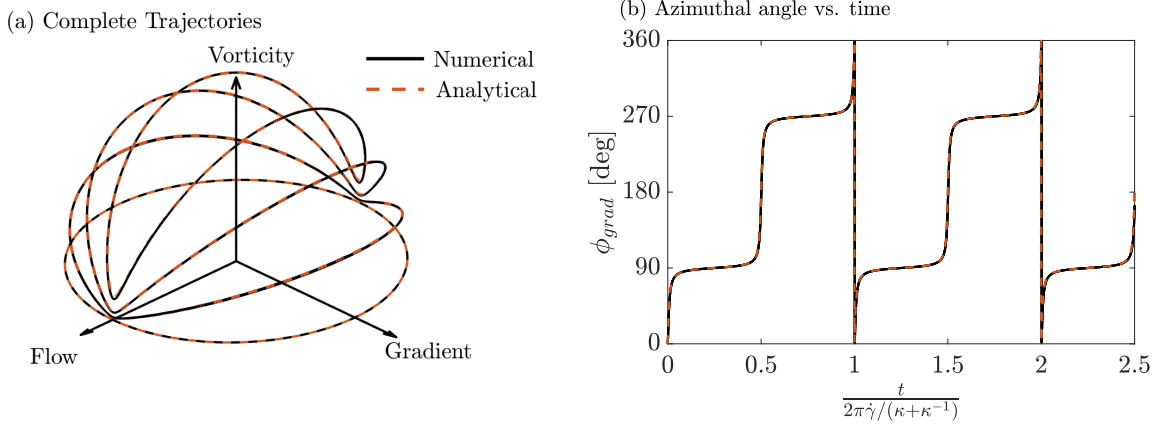 (a) Complete Trajectories
Vorticity
Numerical
Analytical
Flow
Gradient
(b) Azimuthal angle vs. time
360
270
180
90
0
ϕ_grad [deg]
0 0.5 1 1.5 2 2.5
t
2πγ̇/(κ+κ⁻¹)